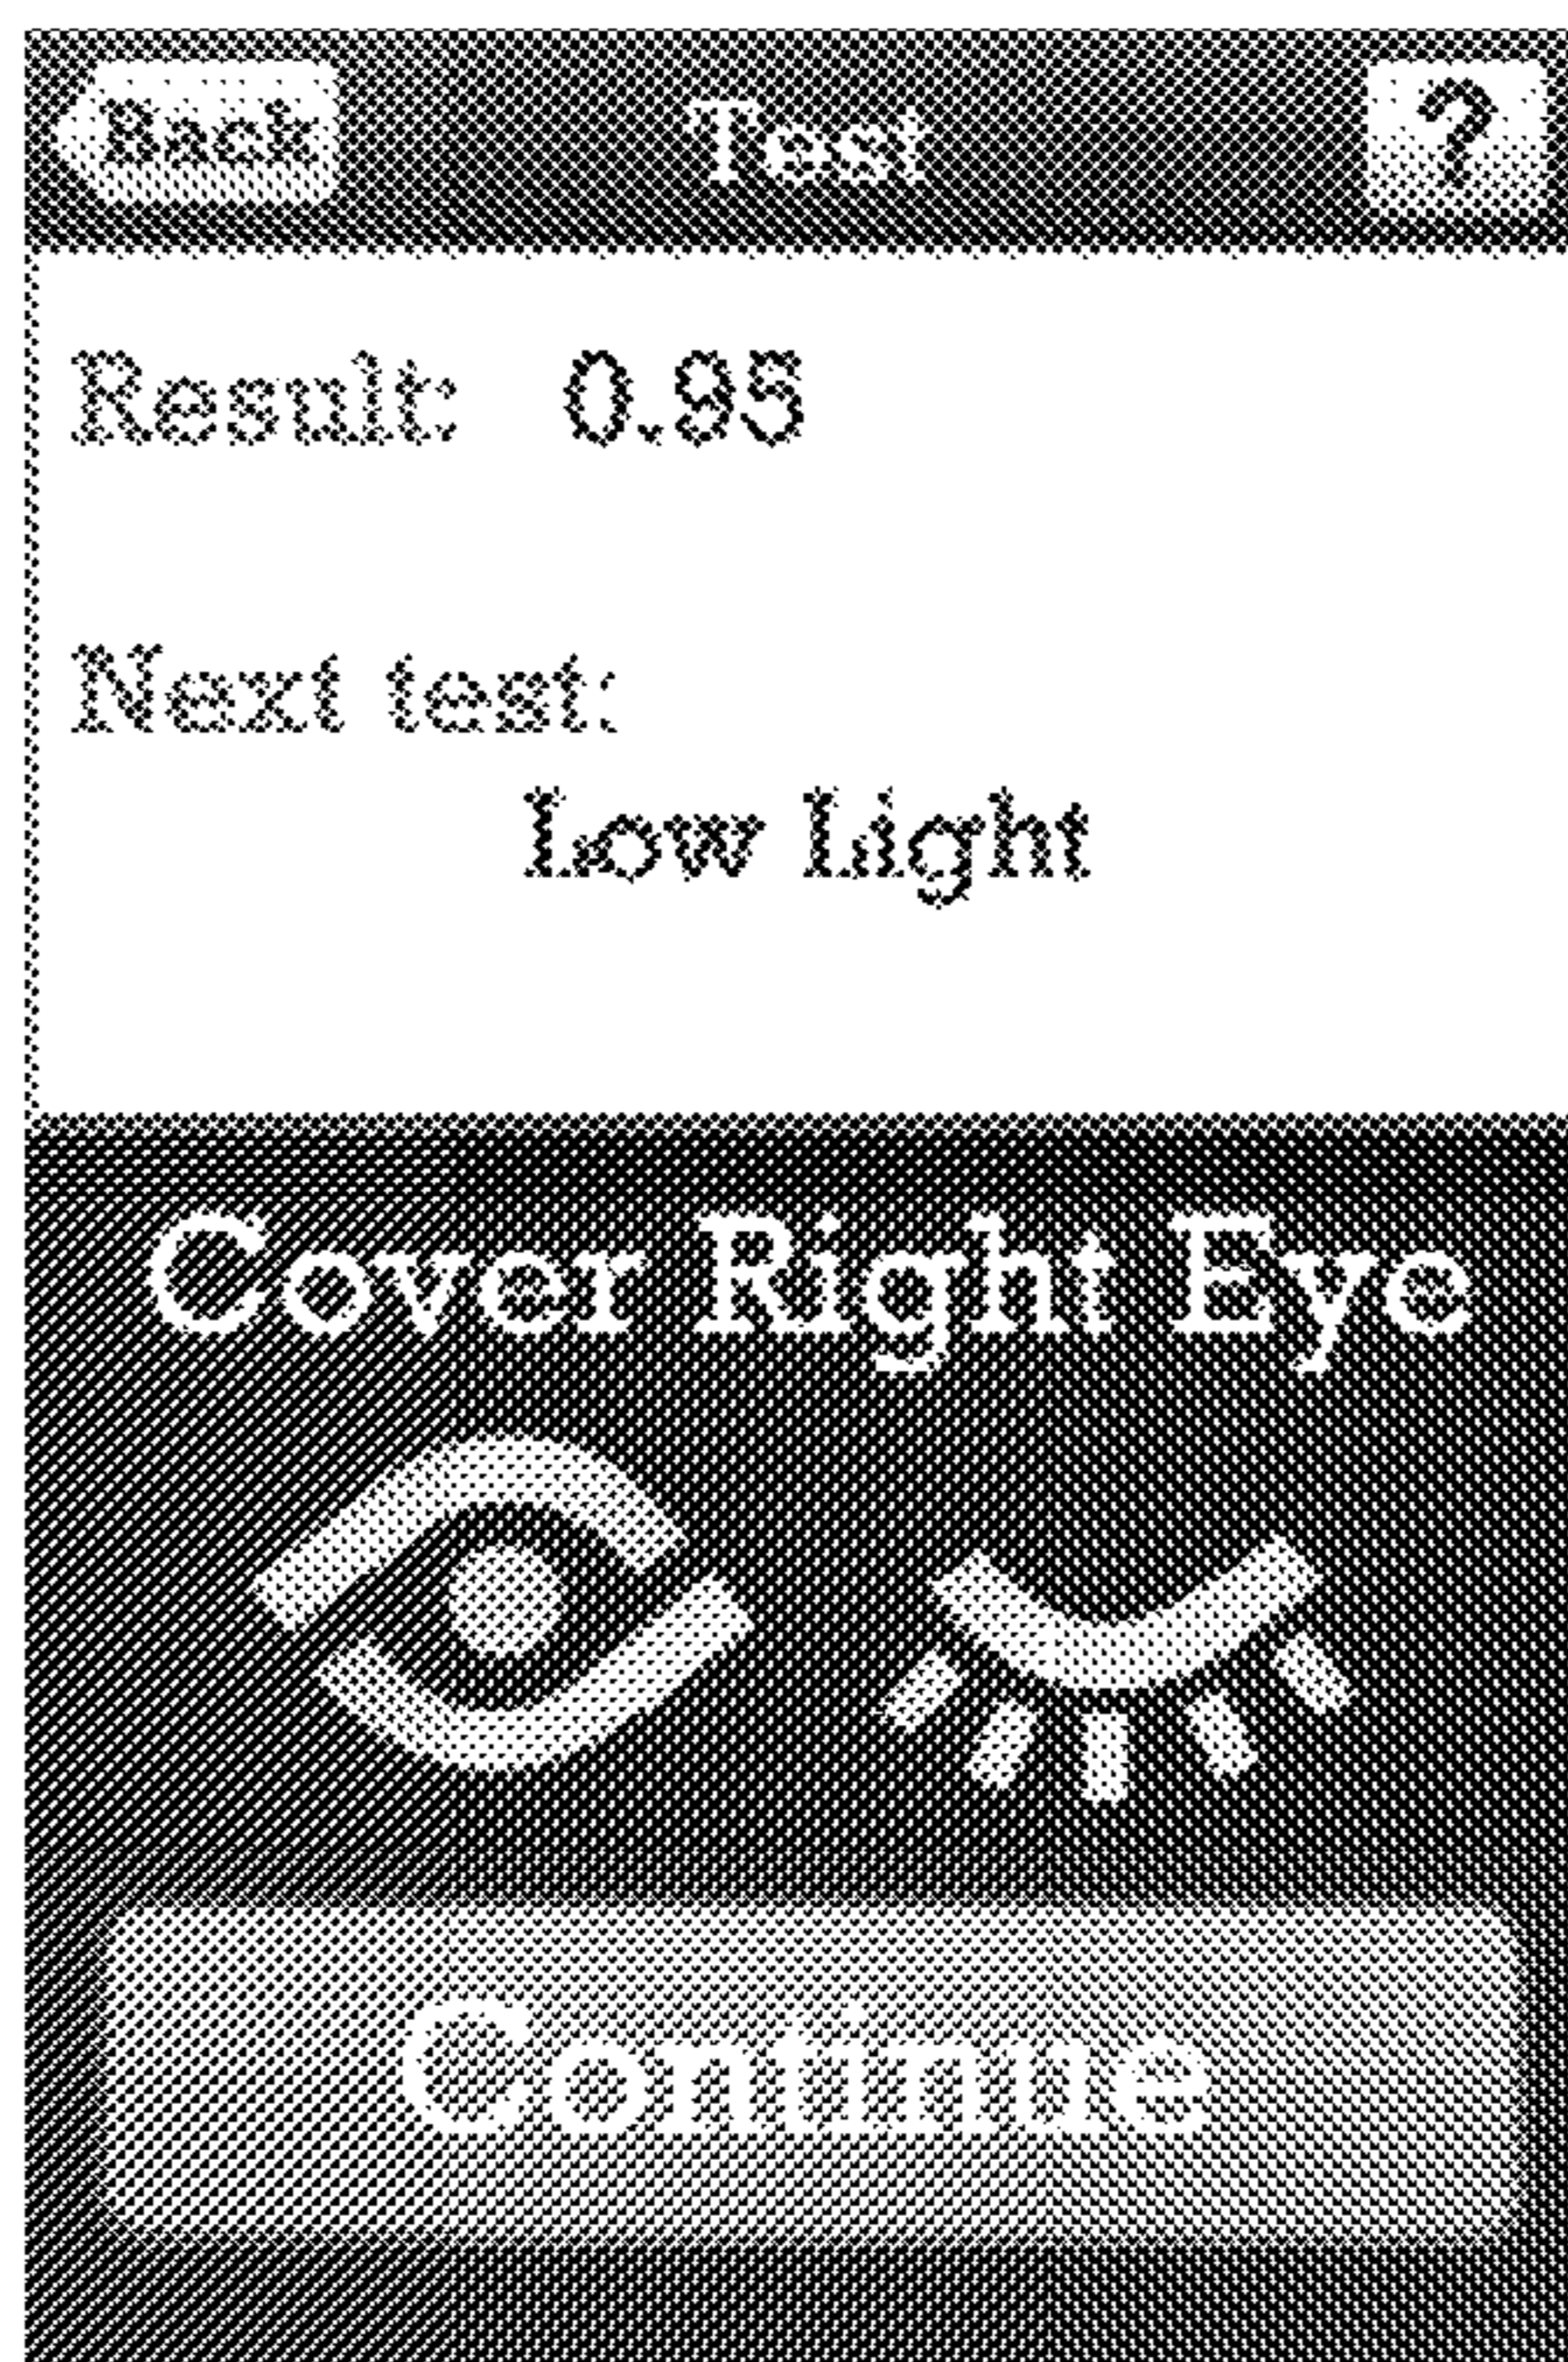 Back Test ?
Result: 0.95
Next test:
Low Light
Cover Right Eye
Continue